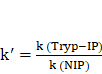 k′ = k (Tryp−IP) / k (NIP)